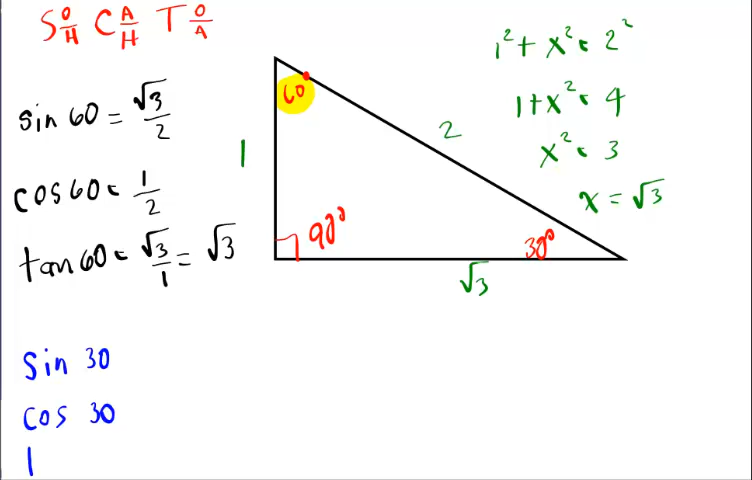 S O/H C A/H T O/A
sin 60 = √3/2
cos 60 = 1/2
tan 60 = √3/1 = √3
sin 30
cos 30
1
60
1
2
90°
30°
√3
1² + x² = 2²
1 + x² = 4
x² = 3
x = √3